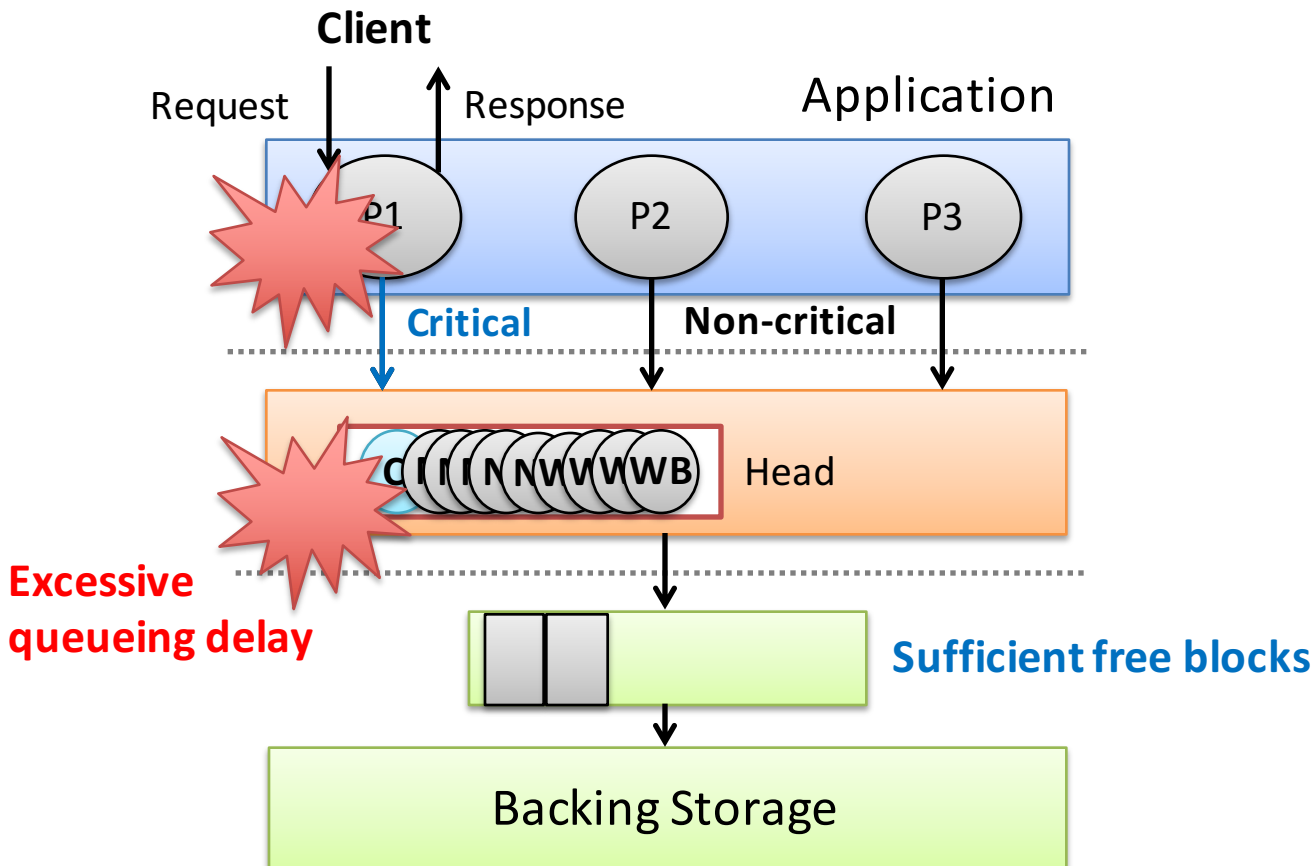 Client
Request
Response
Application
P1
P2
P3
Critical
Non-critical
C
N
N
W
W
W
WB
Head
Excessive
queueing delay
Sufficient free blocks
Backing Storage